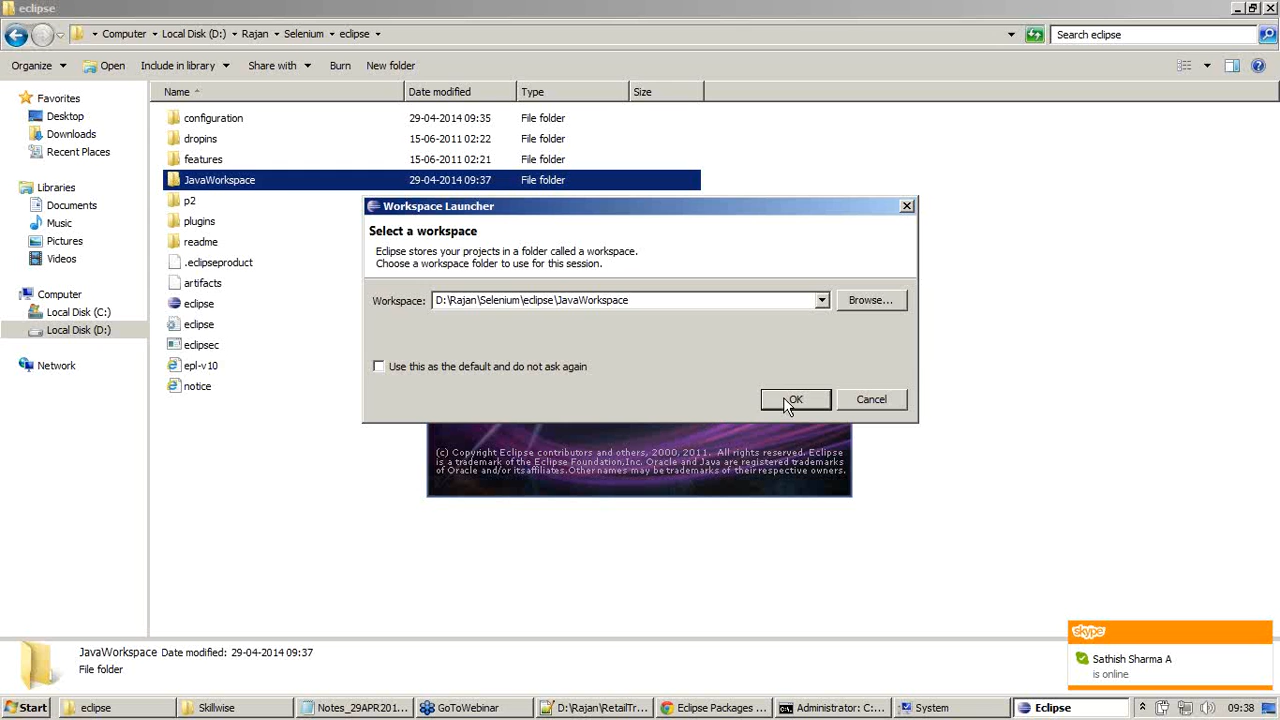 eclipse
Computer Local Disk (D:) Rajan Selenium eclipse
Search eclipse
Organize Open Include in library Share with Burn New folder
Name Date modified Type Size
Favorites
Desktop
Downloads
Recent Places
Libraries
Documents
Music
Pictures
Videos
Computer
Local Disk (C:)
Local Disk (D:)
Network
configuration 29-04-2014 09:35 File folder
dropins 15-06-2011 02:22 File folder
features 15-06-2011 02:21 File folder
JavaWorkspace 29-04-2014 09:37 File folder
p2
plugins
readme
.eclipseproduct
artifacts
eclipse
eclipse
eclipsec
epl-v10
notice
Workspace Launcher
Select a workspace
Eclipse stores your projects in a folder called a workspace.
Choose a workspace folder to use for this session.
Workspace: D:\Rajan\Selenium\eclipse\JavaWorkspace Browse...
Use this as the default and do not ask again
OK Cancel
(c) Copyright Eclipse contributors and others, 2000, 2011. All rights reserved. Eclipse
is a trademark of the Eclipse Foundation,Inc. Oracle and Java are registered trademarks
of Oracle and/or itsaffiliates.Other names may be trademarks of their respective owners.
JavaWorkspace Date modified: 29-04-2014 09:37
File folder
skype
Sathish Sharma A
is online
Start eclipse Skillwise Notes_29APR201... GoToWebinar D:\Rajan\RetailTr... Eclipse Packages ... Administrator: C:... System Eclipse 09:38